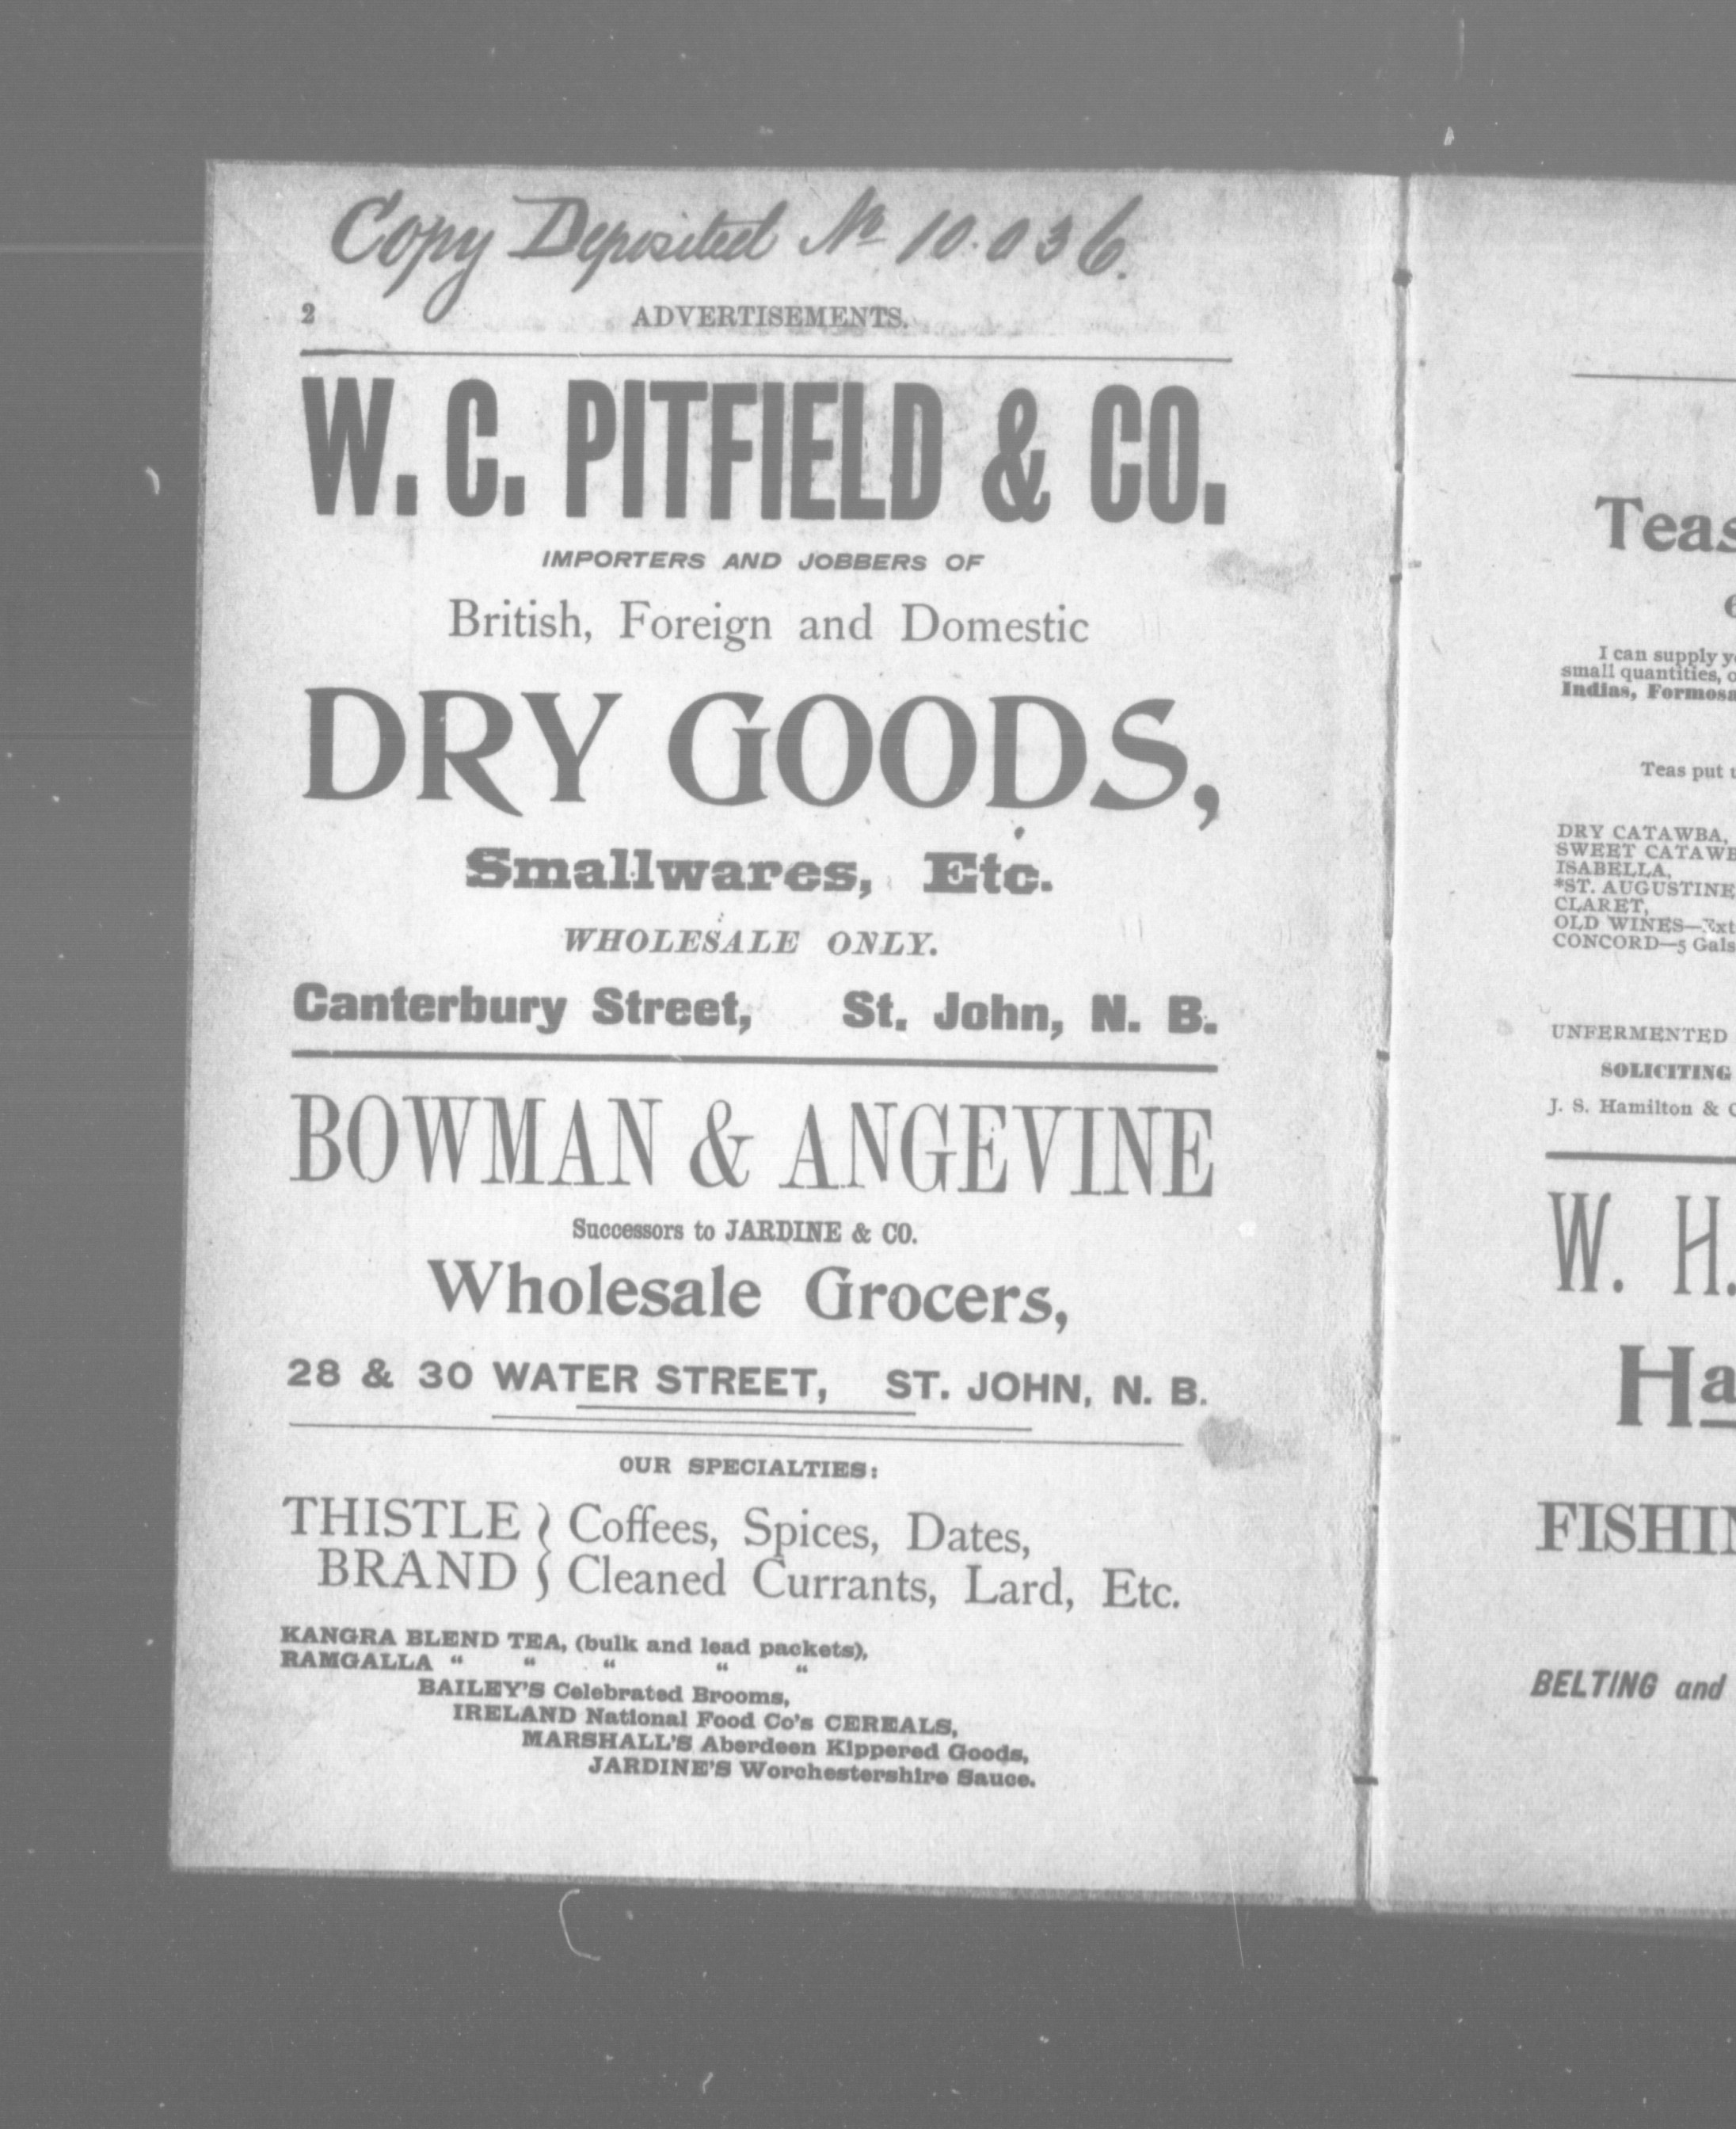 Copy Deposited No 10.036.
2 ADVERTISEMENTS.
W. C. PITFIELD & CO.
IMPORTERS AND JOBBERS OF
British, Foreign and Domestic
DRY GOODS,
Smallwares, Etc.
WHOLESALE ONLY.
Canterbury Street, St. John, N. B.
BOWMAN & ANGEVINE
Successors to JARDINE & CO.
Wholesale Grocers,
28 & 30 WATER STREET, ST. JOHN, N. B.
OUR SPECIALTIES:
THISTLE } Coffees, Spices, Dates,
BRAND } Cleaned Currants, Lard, Etc.
KANGRA BLEND TEA, (bulk and lead packets),
RAMGALLA " " " " "
BAILEY'S Celebrated Brooms,
IRELAND National Food Co's CEREALS,
MARSHALL'S Aberdeen Kippered Goods,
JARDINE'S Worchestershire Sauce.
Teas
I can supply
small quantities,
Indias, Formosa
Teas put
DRY CATAWBA,
SWEET
ISABELLA,
*ST. AUGUSTINE
CLARET,
OLD WINES—
CONCORD—5 Gals
UNFERMENTED
SOLICITING
J. S. Hamilton &
W. H.
BELTING and